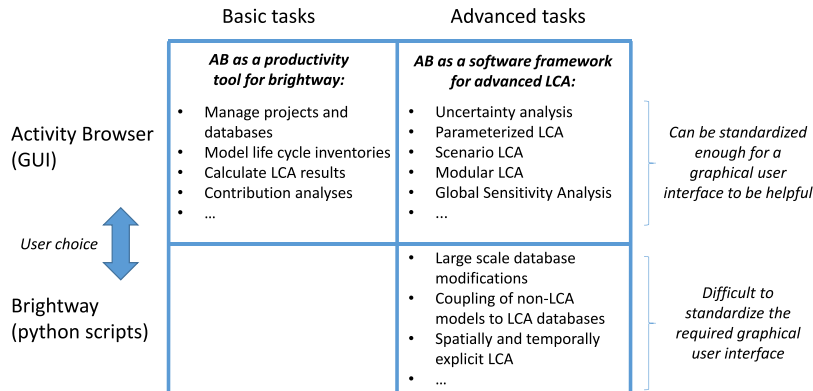 Basic tasks
Advanced tasks
AB as a productivity
tool for brightway:
• Manage projects and
databases
• Model life cycle inventories
• Calculate LCA results
• Contribution analyses
• ...
AB as a software framework
for advanced LCA:
• Uncertainty analysis
• Parameterized LCA
• Scenario LCA
• Modular LCA
• Global Sensitivity Analysis
• ...
Activity Browser
(GUI)
Can be standardized
enough for a
graphical user
interface to be helpful
User choice
Brightway
(python scripts)
• Large scale database
modifications
• Coupling of non-LCA
models to LCA databases
• Spatially and temporally
explicit LCA
• ...
Difficult to
standardize the
required graphical
user interface